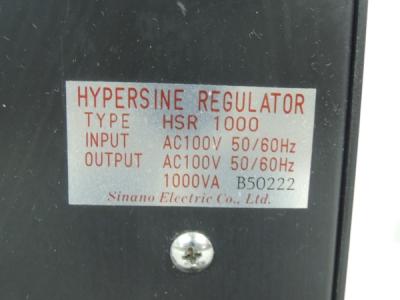 HYPERSINE REGULATOR
TYPE HSR 1000
INPUT AC100V 50/60Hz
OUTPUT AC100V 50/60Hz
1000VA B50222
Sinano Electric Co., Ltd.